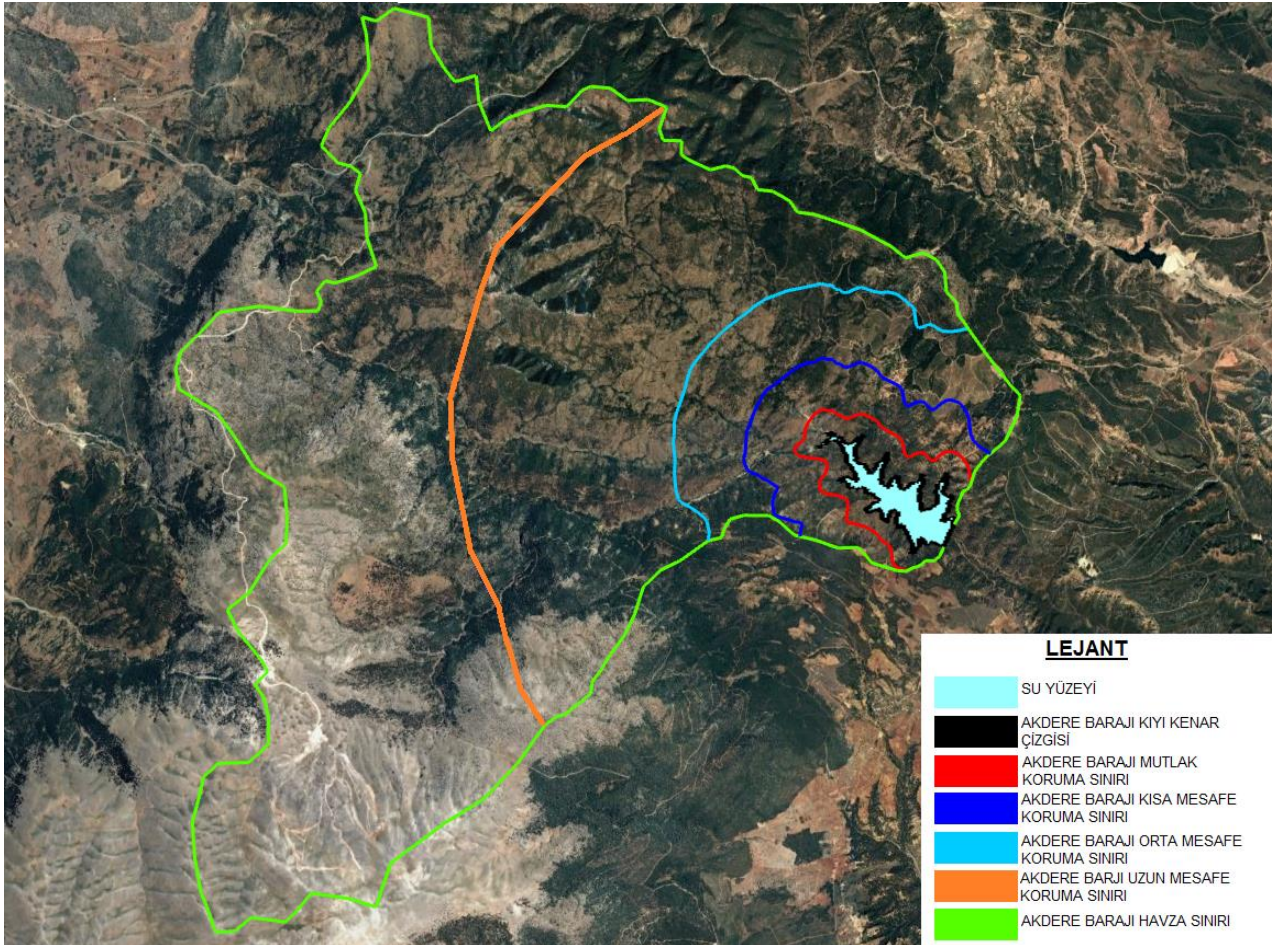 LEJANT
SU YÜZEYİ
AKDERE BARAJI KIYI KENAR
ÇİZGİSİ
AKDERE BARAJI MUTLAK
KORUMA SINIRI
AKDERE BARAJI KISA MESAFE
KORUMA SINIRI
AKDERE BARAJI ORTA MESAFE
KORUMA SINIRI
AKDERE BARJI UZUN MESAFE
KORUMA SINIRI
AKDERE BARAJI HAVZA SINIRI